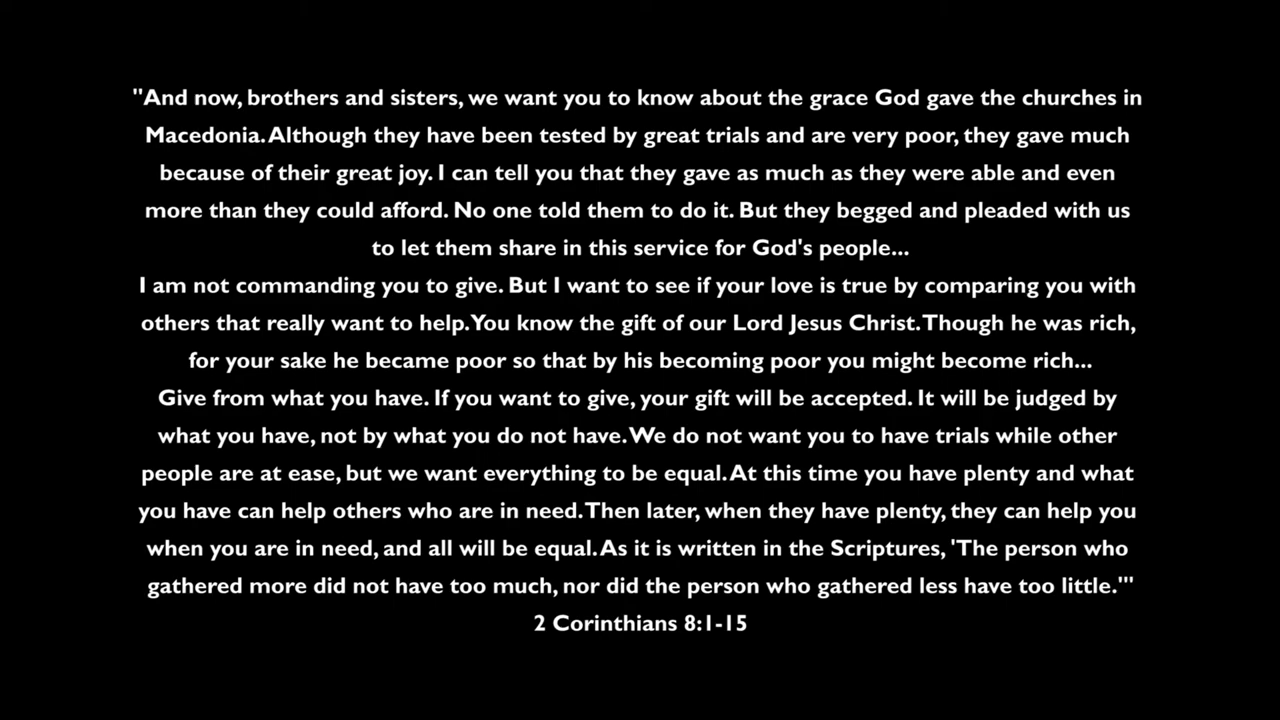 "And now, brothers and sisters, we want you to know about the grace God gave the churches in
Macedonia. Although they have been tested by great trials and are very poor, they gave much
because of their great joy. I can tell you that they gave as much as they were able and even
more than they could afford. No one told them to do it. But they begged and pleaded with us
to let them share in this service for God's people...
I am not commanding you to give. But I want to see if your love is true by comparing you with
others that really want to help. You know the gift of our Lord Jesus Christ. Though he was rich,
for your sake he became poor so that by his becoming poor you might become rich...
Give from what you have. If you want to give, your gift will be accepted. It will be judged by
what you have, not by what you do not have. We do not want you to have trials while other
people are at ease, but we want everything to be equal. At this time you have plenty and what
you have can help others who are in need. Then later, when they have plenty, they can help you
when you are in need, and all will be equal. As it is written in the Scriptures, 'The person who
gathered more did not have too much, nor did the person who gathered less have too little.'"
2 Corinthians 8:1-15